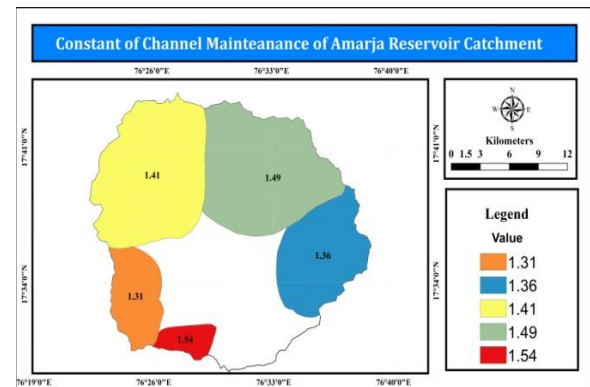 Constant of Channel Mainteanance of Amarja Reservoir Catchment
76°26'0"E 76°33'0"E 76°40'0"E
N
W E
S
Kilometers
0 1.5 3 6 9 12
17°41'0"N 17°41'0"N
1.41 1.49
1.36
Legend
Value
1.31
1.36
1.41
1.49
1.54
17°34'0"N 17°34'0"N
1.31
1.54
76°19'0"E 76°26'0"E 76°33'0"E 76°40'0"E